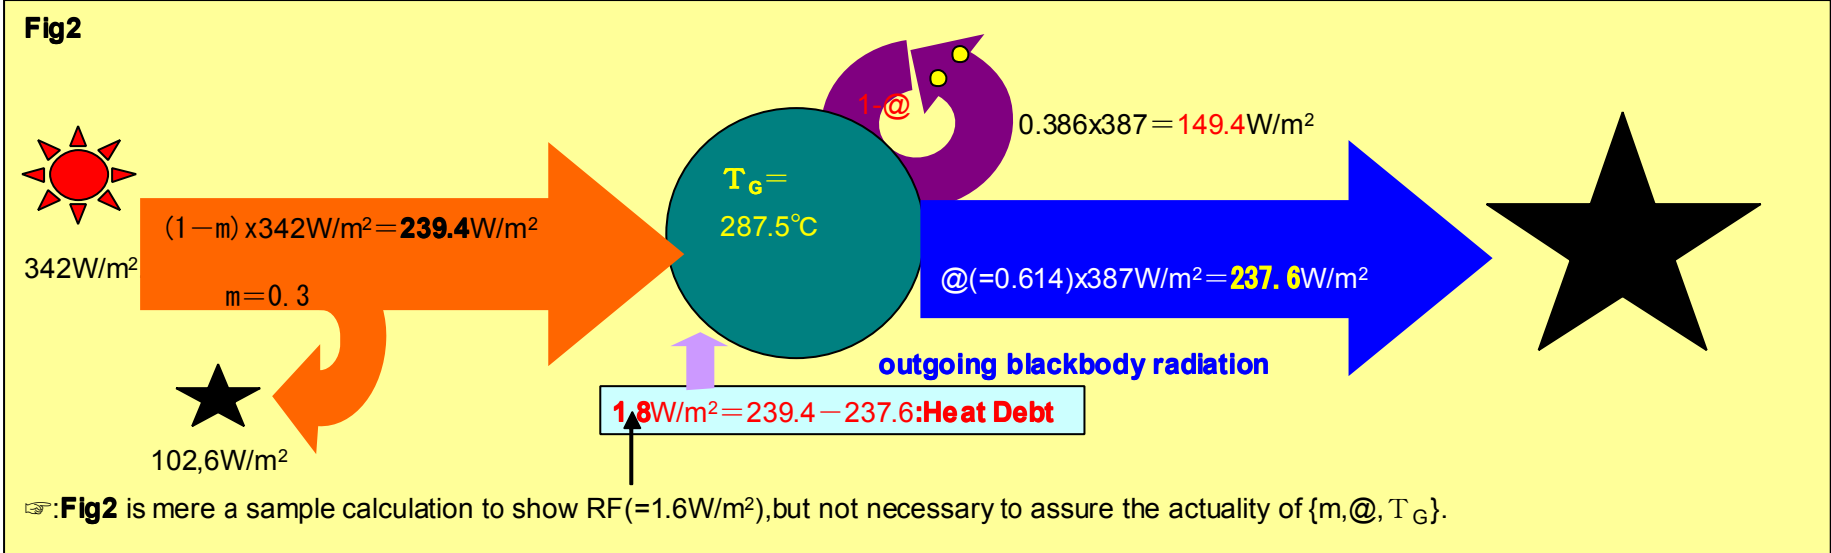 Fig2
1-@
0.386x387＝149.4W/m²
T_G＝
287.5℃
(1－m)x342W/m²＝239.4W/m²
342W/m²
m＝0.3
@(=0.614)x387W/m²＝237.6W/m²
outgoing blackbody radiation
1.8W/m²＝239.4－237.6:Heat Debt
102,6W/m²
☞:Fig2 is mere a sample calculation to show RF(=1.6W/m²),but not necessary to assure the actuality of {m,@,T_G}.